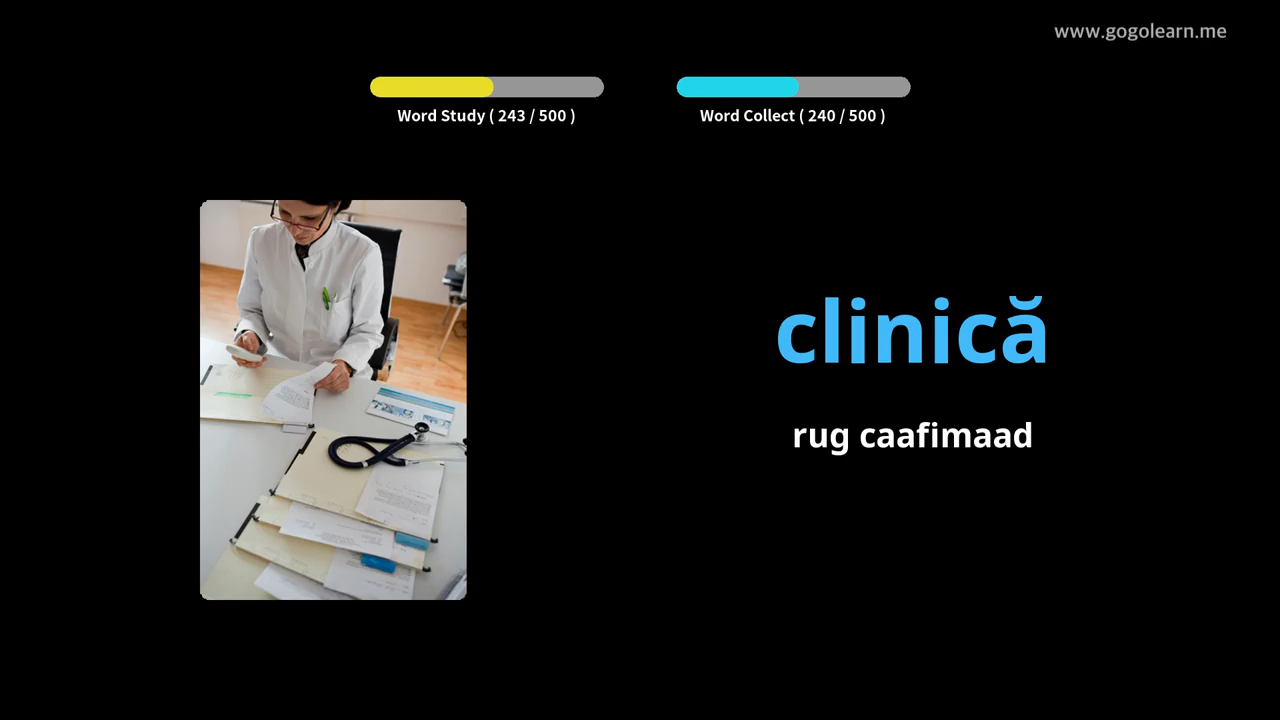 www.gogolearn.me
Word Study ( 243 / 500 )
Word Collect ( 240 / 500 )
clinică
rug caafimaad